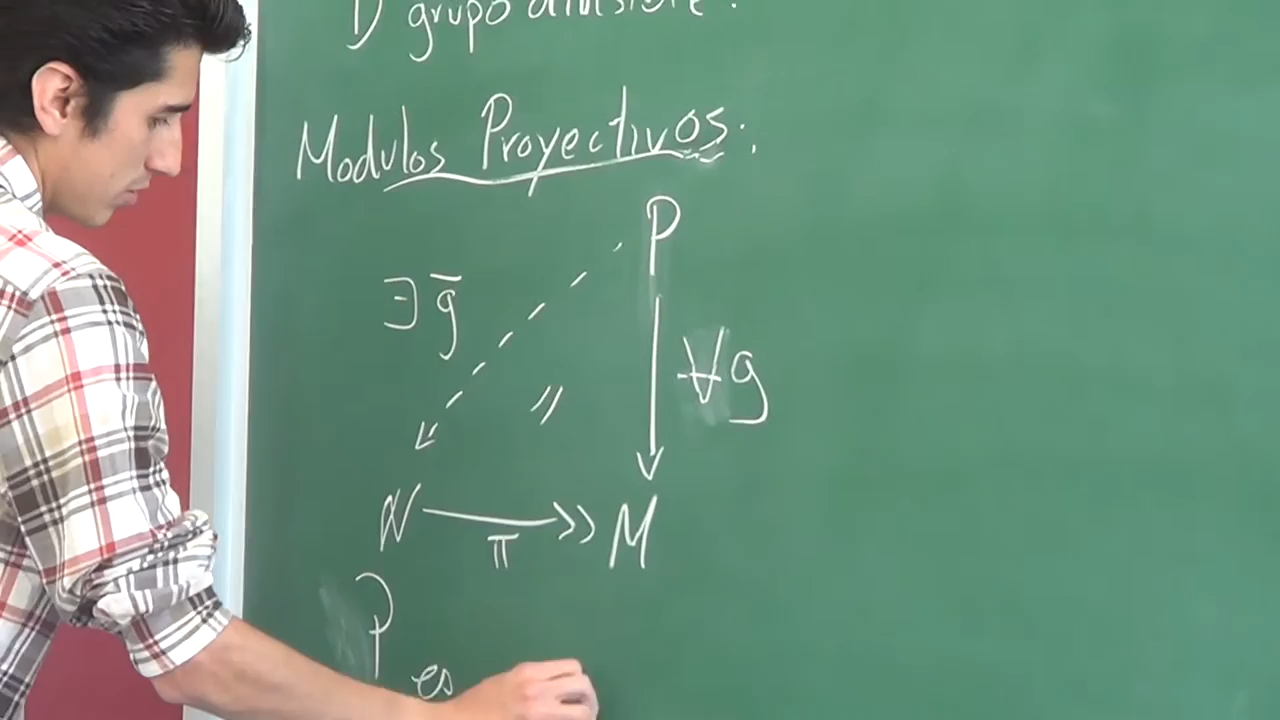 D grupo divisible.
Modulos Proyectivos:
P
∃ ḡ
∀g
//
N →>> M
π
P
es